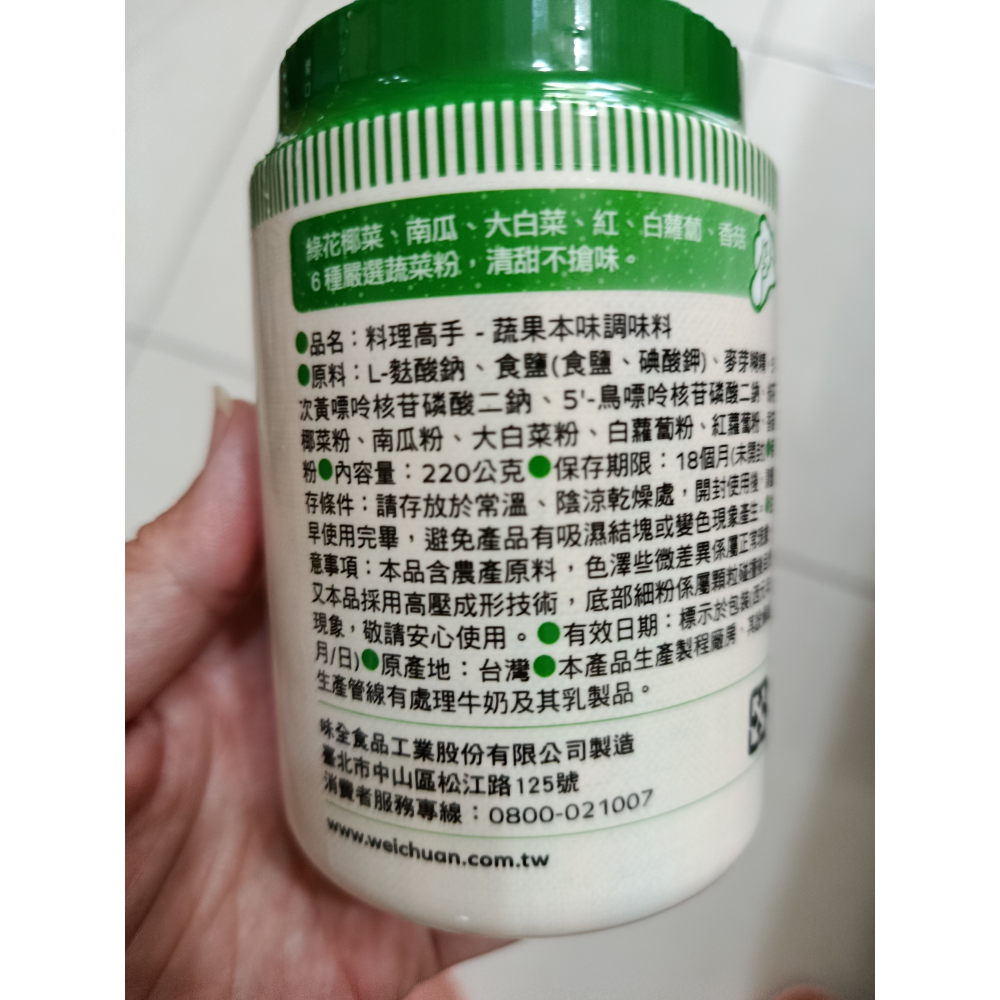 綠花椰菜、南瓜、大白菜、紅、白蘿蔔、香菇
6種嚴選蔬菜粉，清甜不搶味。
●品名：料理高手 - 蔬果本味調味料
●原料：L-麩酸鈉、食鹽(食鹽、碘酸鉀)、麥芽糊精、
次黃嘌呤核苷磷酸二鈉、5'-鳥嘌呤核苷磷酸二鈉、
椰菜粉、南瓜粉、大白菜粉、白蘿蔔粉、紅蘿蔔粉、
粉●內容量：220公克●保存期限：18個月(未開封)
存條件：請存放於常溫、陰涼乾燥處，開封使用後，
早使用完畢，避免產品有吸濕結塊或變色現象產生。
意事項：本品含農產原料，色澤些微差異係屬正常現象，
又本品採用高壓成形技術，底部細粉係屬顆粒碰撞後
現象，敬請安心使用。●有效日期：標示於包裝(西元
月/日)●原產地：台灣●本產品生產製程廠房，其
生產管線有處理牛奶及其乳製品。
味全食品工業股份有限公司製造
臺北市中山區松江路125號
消費者服務專線：0800-021007
www.weichuan.com.tw